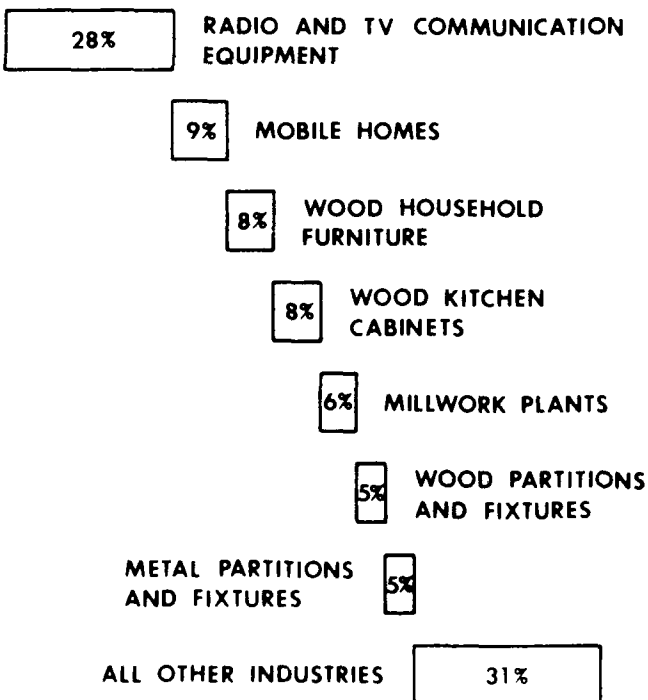 28%
RADIO AND TV COMMUNICATION
EQUIPMENT
9%
MOBILE HOMES
8%
WOOD HOUSEHOLD
FURNITURE
8%
WOOD KITCHEN
CABINETS
6%
MILLWORK PLANTS
5%
WOOD PARTITIONS
AND FIXTURES
METAL PARTITIONS
AND FIXTURES
5%
ALL OTHER INDUSTRIES
31%